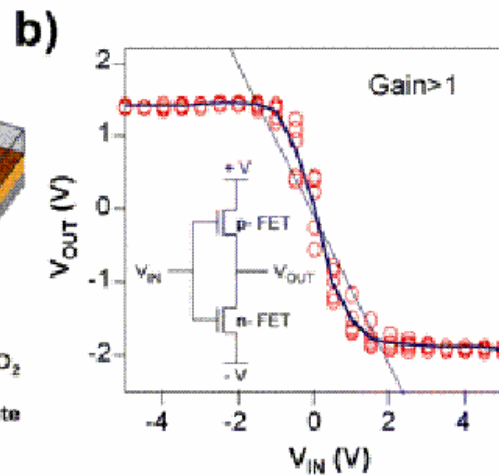 b)
2
1
0
-1
-2
V_OUT (V)
Gain>1
+ V
p- FET
V_IN
V_OUT
n- FET
- V
-4
-2
0
2
4
V_IN (V)
O₂
te